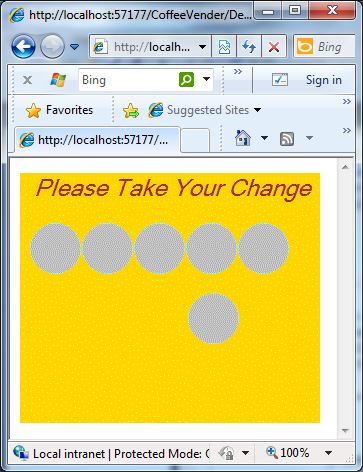 http://localhost:57177/CoffeeVender/De...
http://localh...
Bing
Bing
Sign in
Favorites
Suggested Sites
http://localhost:57177/...
Please Take Your Change
Local intranet | Protected Mode: C
100%